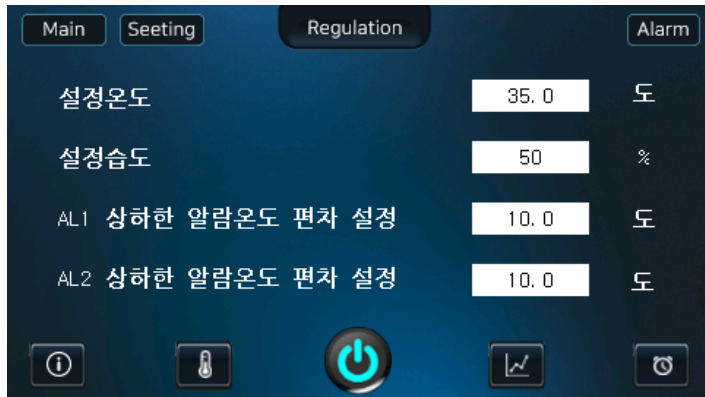 Main Seeting Regulation Alarm
설정온도 35.0 도
설정습도 50 %
AL1 상하한 알람온도 편차 설정 10.0 도
AL2 상하한 알람온도 편차 설정 10.0 도